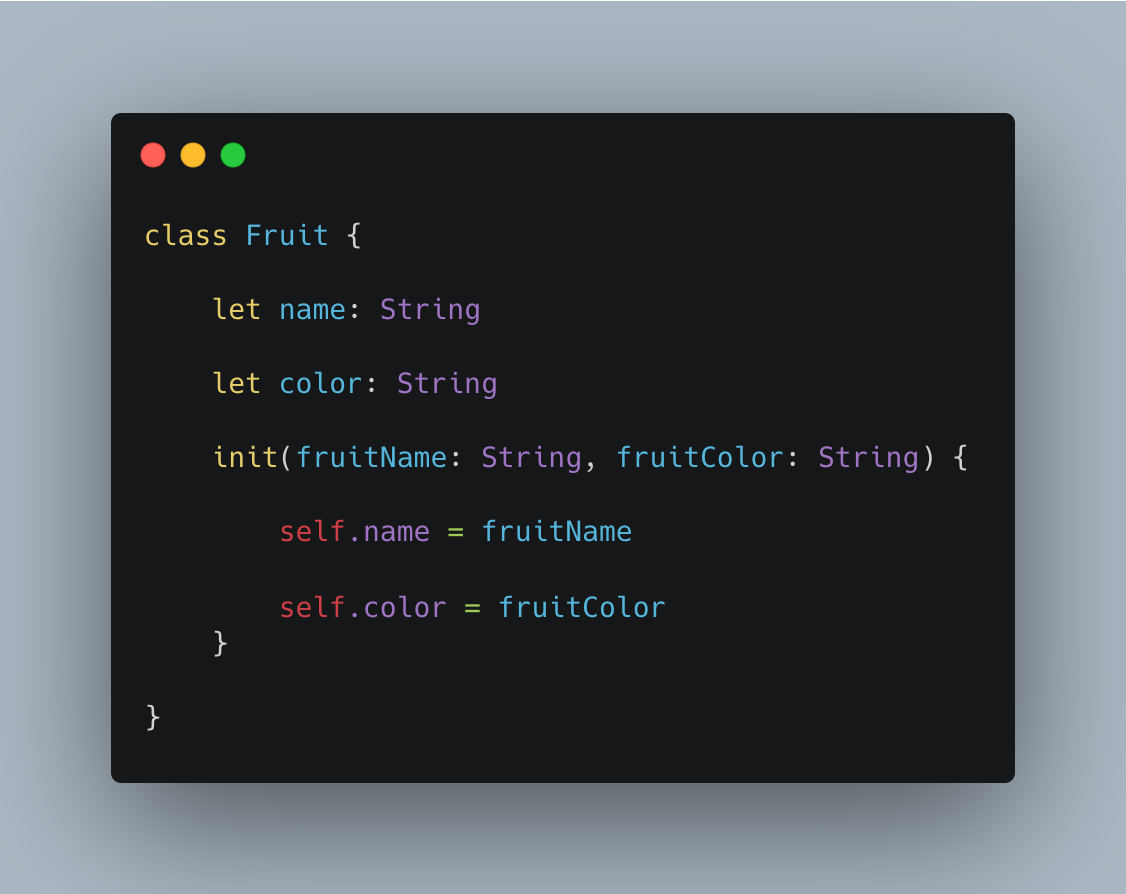 class Fruit {
    let name: String
    let color: String
    init(fruitName: String, fruitColor: String) {
        self.name = fruitName
        self.color = fruitColor
    }
}